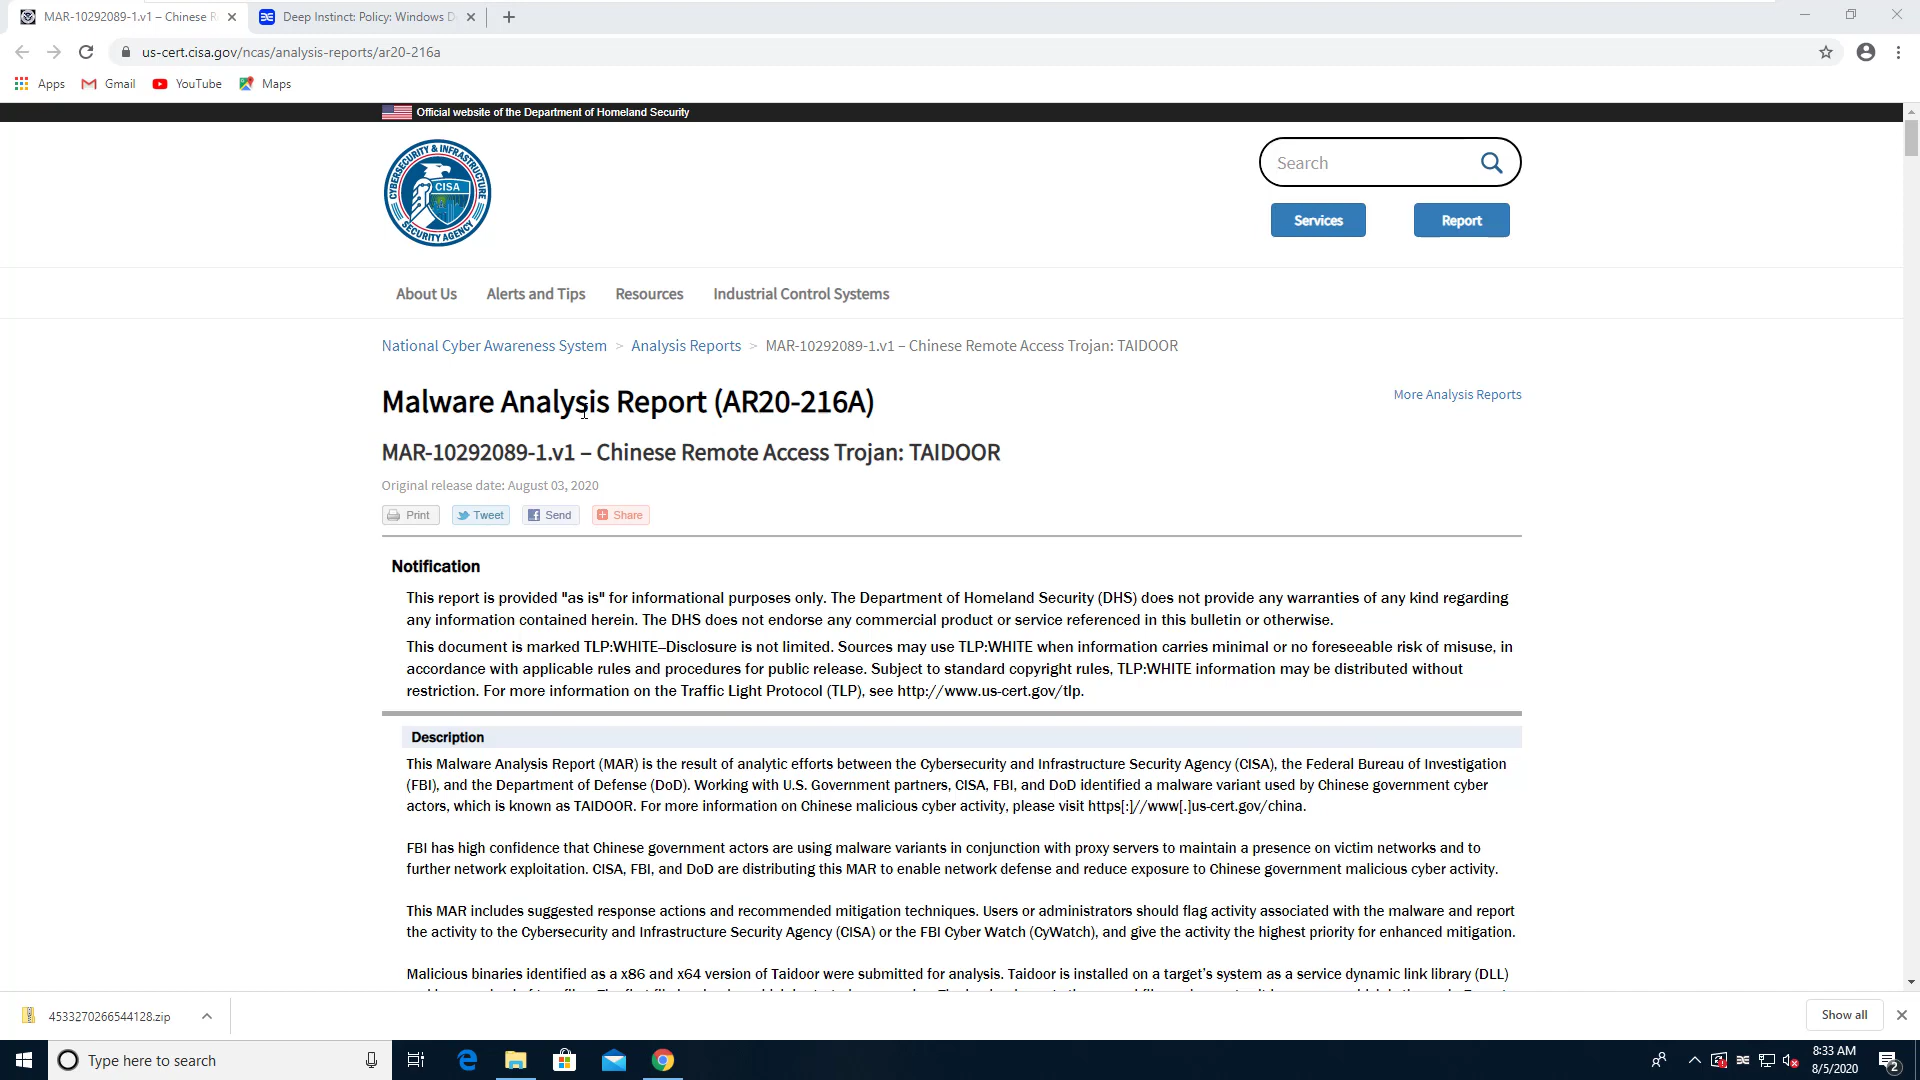 MAR-10292089-1.v1 – Chinese R
Deep Instinct: Policy: Windows D
us-cert.cisa.gov/ncas/analysis-reports/ar20-216a
Apps Gmail YouTube Maps
Official website of the Department of Homeland Security
CYBERSECURITY & INFRASTRUCTURE
CISA
SECURITY AGENCY
Search
Services Report
About Us Alerts and Tips Resources Industrial Control Systems
National Cyber Awareness System > Analysis Reports > MAR-10292089-1.v1 – Chinese Remote Access Trojan: TAIDOOR
Malware Analysis Report (AR20-216A)
More Analysis Reports
MAR-10292089-1.v1 – Chinese Remote Access Trojan: TAIDOOR
Original release date: August 03, 2020
Print Tweet Send Share
Notification
This report is provided "as is" for informational purposes only. The Department of Homeland Security (DHS) does not provide any warranties of any kind regarding
any information contained herein. The DHS does not endorse any commercial product or service referenced in this bulletin or otherwise.
This document is marked TLP:WHITE–Disclosure is not limited. Sources may use TLP:WHITE when information carries minimal or no foreseeable risk of misuse, in
accordance with applicable rules and procedures for public release. Subject to standard copyright rules, TLP:WHITE information may be distributed without
restriction. For more information on the Traffic Light Protocol (TLP), see http://www.us-cert.gov/tlp.
Description
This Malware Analysis Report (MAR) is the result of analytic efforts between the Cybersecurity and Infrastructure Security Agency (CISA), the Federal Bureau of Investigation
(FBI), and the Department of Defense (DoD). Working with U.S. Government partners, CISA, FBI, and DoD identified a malware variant used by Chinese government cyber
actors, which is known as TAIDOOR. For more information on Chinese malicious cyber activity, please visit https[:]//www[.]us-cert.gov/china.
FBI has high confidence that Chinese government actors are using malware variants in conjunction with proxy servers to maintain a presence on victim networks and to
further network exploitation. CISA, FBI, and DoD are distributing this MAR to enable network defense and reduce exposure to Chinese government malicious cyber activity.
This MAR includes suggested response actions and recommended mitigation techniques. Users or administrators should flag activity associated with the malware and report
the activity to the Cybersecurity and Infrastructure Security Agency (CISA) or the FBI Cyber Watch (CyWatch), and give the activity the highest priority for enhanced mitigation.
Malicious binaries identified as a x86 and x64 version of Taidoor were submitted for analysis. Taidoor is installed on a target's system as a service dynamic link library (DLL)
4533270266544128.zip
Show all
Type here to search
8:33 AM
8/5/2020
2